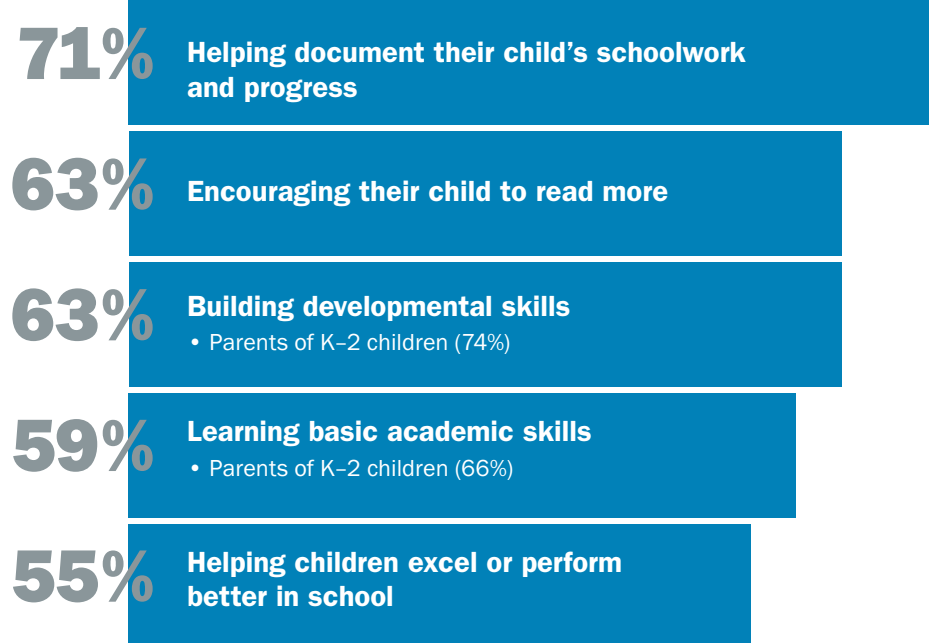 71%
Helping document their child’s schoolwork
and progress
63%
Encouraging their child to read more
63%
Building developmental skills
• Parents of K–2 children (74%)
59%
Learning basic academic skills
• Parents of K–2 children (66%)
55%
Helping children excel or perform
better in school